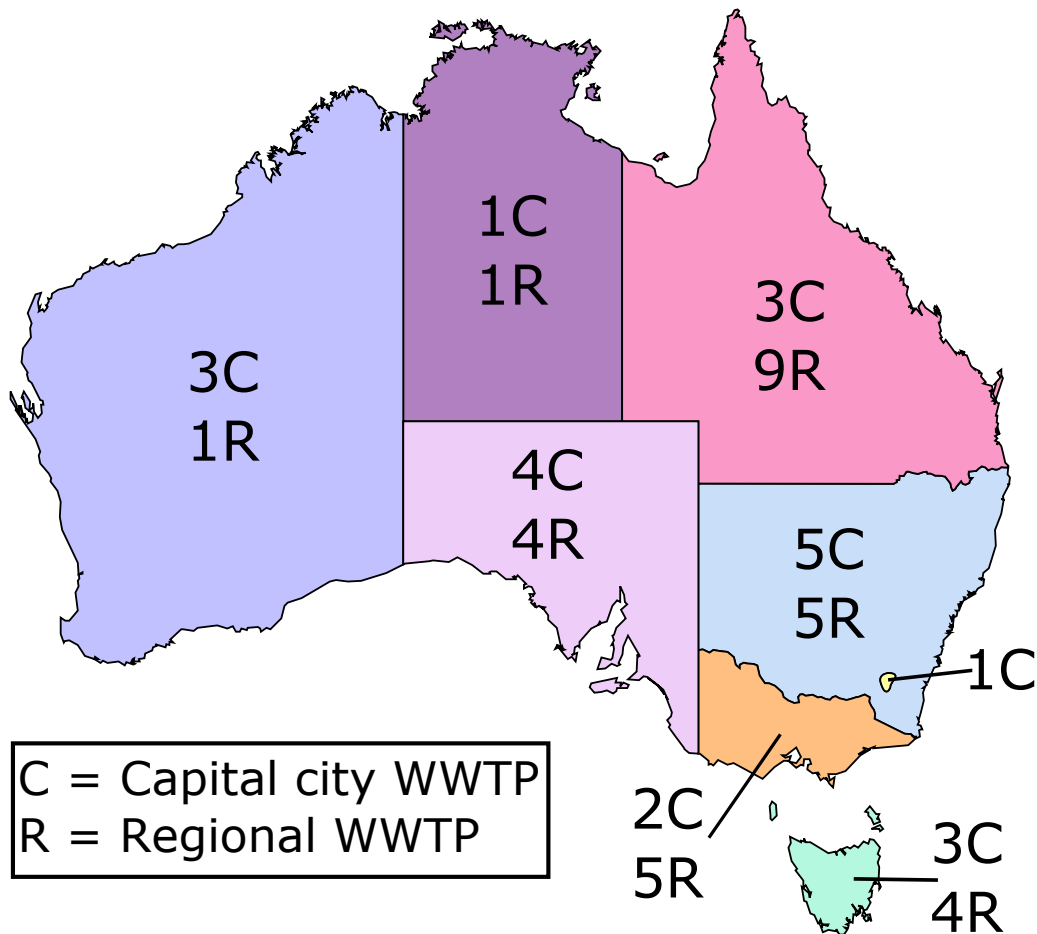 1C
1R
3C
9R
3C
1R
4C
4R
5C
5R
1C
C = Capital city WWTP
R = Regional WWTP
2C
5R
3C
4R